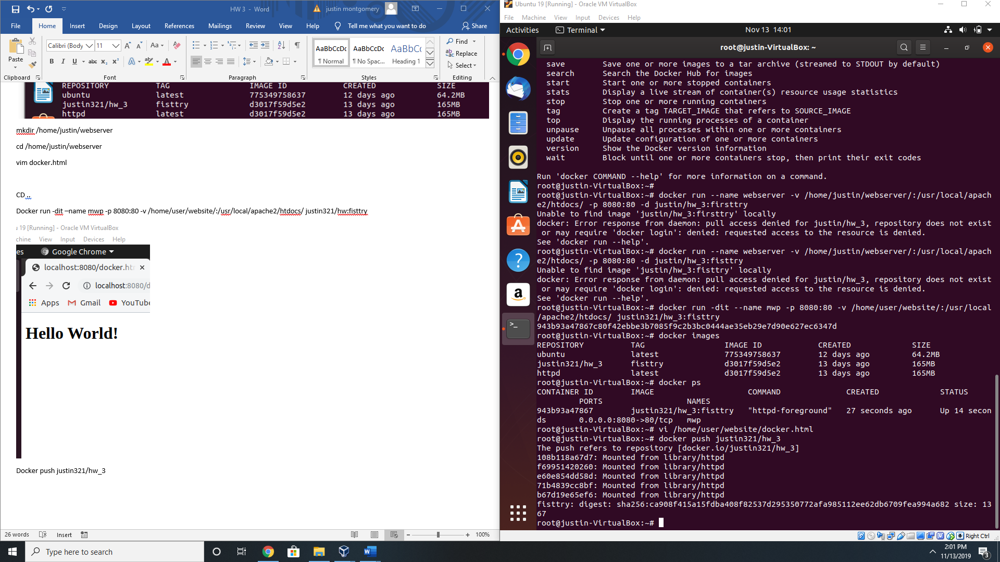 HW 3 - Word
justin montgomery
File Home Insert Design Layout References Mailings Review View Help Tell me what you want to do Share
Paste
Calibri (Body 11
Aa
B I U abc x₂ x²
AaBbCcDc AaBbCcDc AaBbCc
¶ Normal ¶ No Spac... Heading 1
Find
Replace
Select
Clipboard Font Paragraph Styles Editing
REPOSITORY TAG IMAGE ID CREATED SIZE
ubuntu latest 775349758637 12 days ago 64.2MB
justin321/hw_3 fisttry d3017f59d5e2 13 days ago 165MB
httpd latest d3017f59d5e2 13 days ago 165MB
mkdir /home/justin/webserver
cd /home/justin/webserver
vim docker.html
CD ..
Docker run -dit –name mwp -p 8080:80 -v /home/user/website/:/usr/local/apache2/htdocs/ justin321/hw:fisttry
19 [Running] - Oracle VM VirtualBox
chine View Input Devices Help
es Google Chrome
localhost:8080/docker.ht
localhost:8080/d
Apps Gmail YouTube
Hello World!
Docker push justin321/hw_3
26 words Insert 100%
Ubuntu 19 [Running] - Oracle VM VirtualBox
File Machine View Input Devices Help
Activities Terminal Nov 13 14:01
root@justin-VirtualBox: ~
save Save one or more images to a tar archive (streamed to STDOUT by default)
search Search the Docker Hub for images
start Start one or more stopped containers
stats Display a live stream of container(s) resource usage statistics
stop Stop one or more running containers
tag Create a tag TARGET_IMAGE that refers to SOURCE_IMAGE
top Display the running processes of a container
unpause Unpause all processes within one or more containers
update Update configuration of one or more containers
version Show the Docker version information
wait Block until one or more containers stop, then print their exit codes
Run 'docker COMMAND --help' for more information on a command.
root@justin-VirtualBox:~#
root@justin-VirtualBox:~# docker run --name webserver -v /home/justin/webserver/:/usr/local/apach
e2/htdocs/ -p 8080:80 -d justin/hw_3:firsttry
Unable to find image 'justin/hw_3:firsttry' locally
docker: Error response from daemon: pull access denied for justin/hw_3, repository does not exist
or may require 'docker login': denied: requested access to the resource is denied.
See 'docker run --help'.
root@justin-VirtualBox:~# docker run --name webserver -v /home/justin/webserver/:/usr/local/apach
e2/htdocs/ -p 8080:80 -d justin/hw_3:fisttry
Unable to find image 'justin/hw_3:fisttry' locally
docker: Error response from daemon: pull access denied for justin/hw_3, repository does not exist
or may require 'docker login': denied: requested access to the resource is denied.
See 'docker run --help'.
root@justin-VirtualBox:~# docker run -dit --name mwp -p 8080:80 -v /home/user/website/:/usr/local
/apache2/htdocs/ justin321/hw_3:fisttry
943b93a47867c80f42ebbe3b7085f9c2b3bc0444ae35eb29e7d90e627ec6347d
root@justin-VirtualBox:~# docker images
REPOSITORY TAG IMAGE ID CREATED SIZE
ubuntu latest 775349758637 12 days ago 64.2MB
justin321/hw_3 fisttry d3017f59d5e2 13 days ago 165MB
httpd latest d3017f59d5e2 13 days ago 165MB
root@justin-VirtualBox:~# docker ps
CONTAINER ID IMAGE COMMAND CREATED STATUS
PORTS NAMES
943b93a47867 justin321/hw_3:fisttry "httpd-foreground" 27 seconds ago Up 14 secon
ds 0.0.0.0:8080->80/tcp mwp
root@justin-VirtualBox:~# vi /home/user/website/docker.html
root@justin-VirtualBox:~# docker push justin321/hw_3
The push refers to repository [docker.io/justin321/hw_3]
108b118a67d7: Mounted from library/httpd
f69951420260: Mounted from library/httpd
e60e854dd58d: Mounted from library/httpd
71b4839cc8bf: Mounted from library/httpd
b67d19e65ef6: Mounted from library/httpd
fisttry: digest: sha256:ca908f415a15fdba408f82537d295350772afa985112ee62db6709fea994a682 size: 13
67
root@justin-VirtualBox:~#
Right Ctrl
Type here to search
2:01 PM
11/13/2019
3